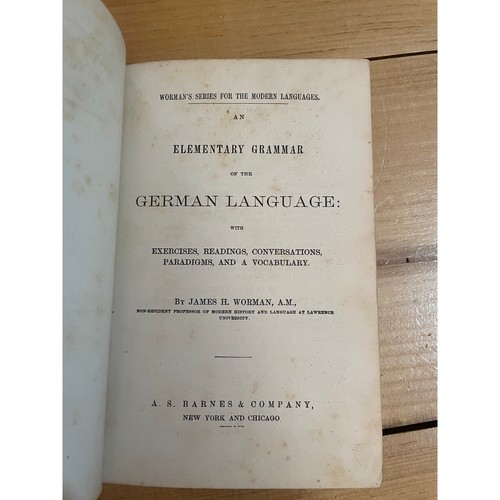 WORMAN'S SERIES FOR THE MODERN LANGUAGES.
AN
ELEMENTARY GRAMMAR
OF THE
GERMAN LANGUAGE:
WITH
EXERCISES, READINGS, CONVERSATIONS,
PARADIGMS, AND A VOCABULARY.
BY JAMES H. WORMAN, A.M.,
NON-RESIDENT PROFESSOR OF MODERN HISTORY AND LANGUAGE AT LAWRENCE
UNIVERSITY.
A. S. BARNES & COMPANY,
NEW YORK AND CHICAGO